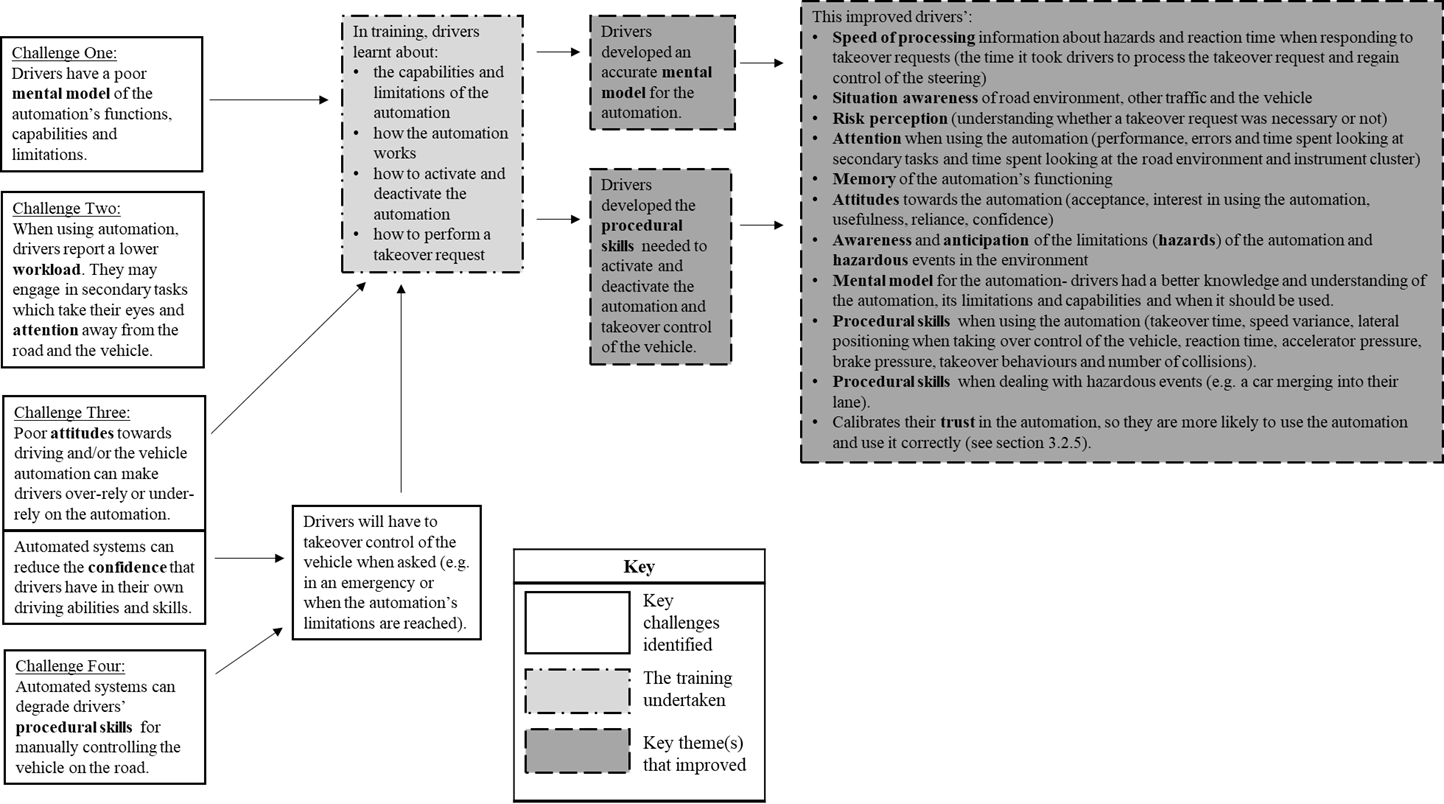 Challenge One:
Drivers have a poor
mental model of the
automation’s functions,
capabilities and
limitations.
Challenge Two:
When using automation,
drivers report a lower
workload. They may
engage in secondary tasks
which take their eyes and
attention away from the
road and the vehicle.
Challenge Three:
Poor attitudes towards
driving and/or the vehicle
automation can make
drivers over-rely or under-
rely on the automation.
Automated systems can
reduce the confidence that
drivers have in their own
driving abilities and skills.
Challenge Four:
Automated systems can
degrade drivers’
procedural skills for
manually controlling the
vehicle on the road.
Drivers will have to
takeover control of the
vehicle when asked (e.g.
in an emergency or
when the automation’s
limitations are reached).
In training, drivers
learnt about:
• the capabilities and
limitations of the
automation
• how the automation
works
• how to activate and
deactivate the
automation
• how to perform a
takeover request
Drivers
developed an
accurate mental
model for the
automation.
Drivers
developed the
procedural
skills needed to
activate and
deactivate the
automation and
takeover control
of the vehicle.
This improved drivers’:
• Speed of processing information about hazards and reaction time when responding to
takeover requests (the time it took drivers to process the takeover request and regain
control of the steering)
• Situation awareness of road environment, other traffic and the vehicle
• Risk perception (understanding whether a takeover request was necessary or not)
• Attention when using the automation (performance, errors and time spent looking at
secondary tasks and time spent looking at the road environment and instrument cluster)
• Memory of the automation’s functioning
• Attitudes towards the automation (acceptance, interest in using the automation,
usefulness, reliance, confidence)
• Awareness and anticipation of the limitations (hazards) of the automation and
hazardous events in the environment
• Mental model for the automation- drivers had a better knowledge and understanding of
the automation, its limitations and capabilities and when it should be used.
• Procedural skills when using the automation (takeover time, speed variance, lateral
positioning when taking over control of the vehicle, reaction time, accelerator pressure,
brake pressure, takeover behaviours and number of collisions).
• Procedural skills when dealing with hazardous events (e.g. a car merging into their
lane).
• Calibrates their trust in the automation, so they are more likely to use the automation
and use it correctly (see section 3.2.5).
Key
Key
challenges
identified
The training
undertaken
Key theme(s)
that improved